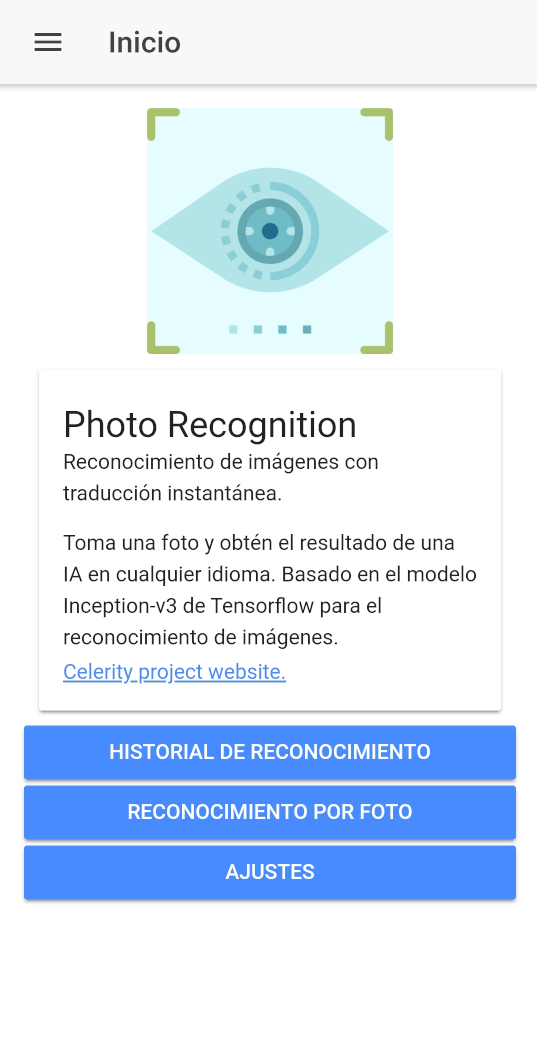 Inicio
Photo Recognition
Reconocimiento de imágenes con
traducción instantánea.
Toma una foto y obtén el resultado de una
IA en cualquier idioma. Basado en el modelo
Inception-v3 de Tensorflow para el
reconocimiento de imágenes.
Celerity project website.
HISTORIAL DE RECONOCIMIENTO
RECONOCIMIENTO POR FOTO
AJUSTES